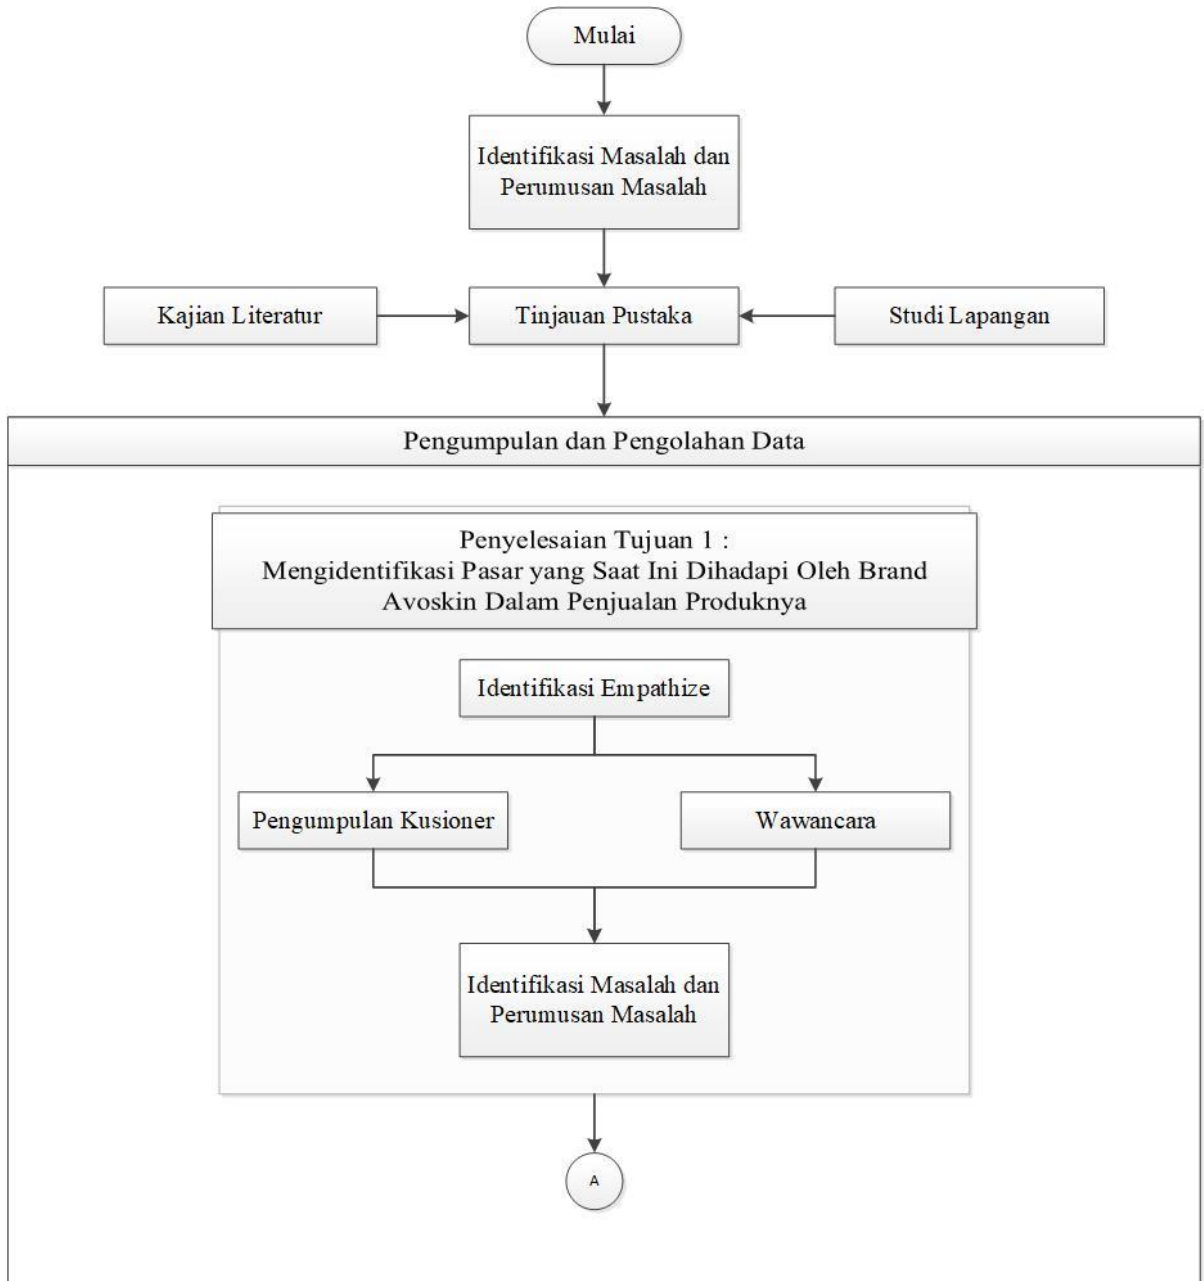 Mulai
Identifikasi Masalah dan
Perumusan Masalah
Kajian Literatur
Tinjauan Pustaka
Studi Lapangan
Pengumpulan dan Pengolahan Data
Penyelesaian Tujuan 1 :
Mengidentifikasi Pasar yang Saat Ini Dihadapi Oleh Brand
Avoskin Dalam Penjualan Produknya
Identifikasi Empathize
Pengumpulan Kusioner
Wawancara
Identifikasi Masalah dan
Perumusan Masalah
A